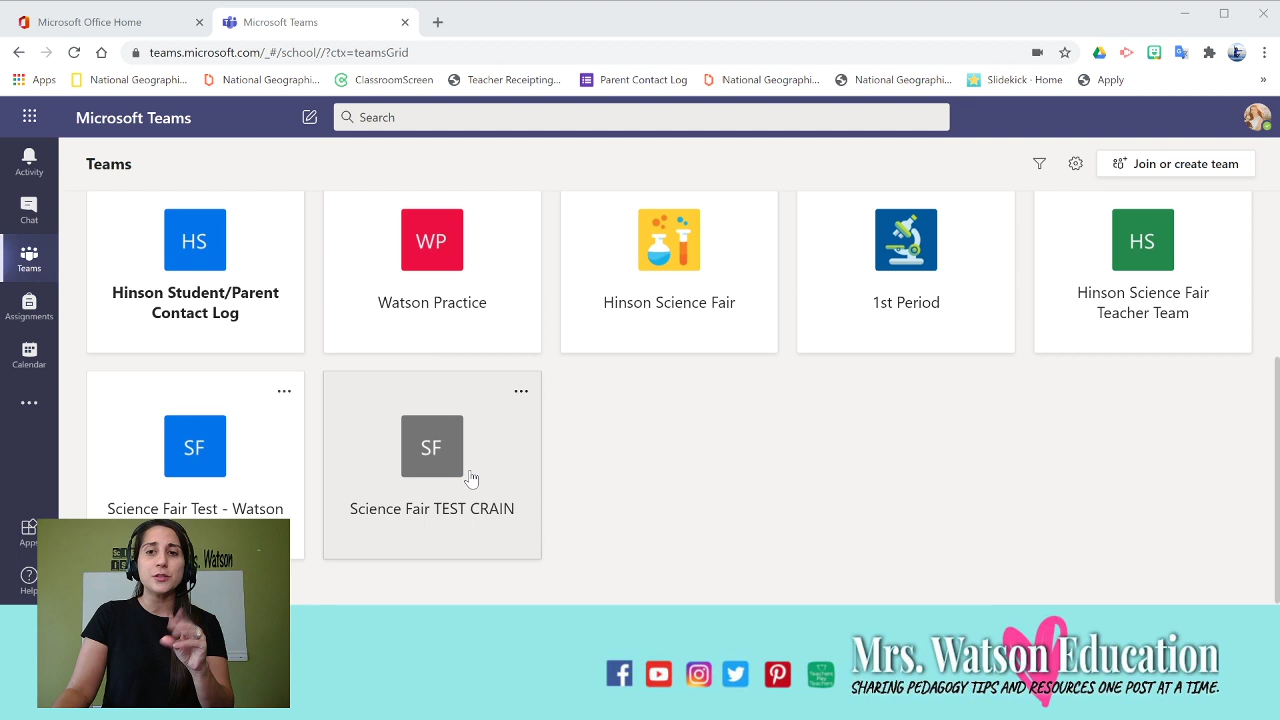 Microsoft Office Home
Microsoft Teams
teams.microsoft.com/_#/school//?ctx=teamsGrid
Apps
National Geographi...
National Geographi...
ClassroomScreen
Teacher Receipting...
Parent Contact Log
National Geographi...
National Geographi...
Slidekick · Home
Apply
»
Microsoft Teams
Search
Activity
Chat
Teams
Assignments
Calendar
Apps
Help
Teams
Join or create team
HS
Hinson Student/Parent
Contact Log
WP
Watson Practice
Hinson Science Fair
1st Period
HS
Hinson Science Fair
Teacher Team
SF
Science Fair Test - Watson
SF
Science Fair TEST CRAIN
s. Watson
Mrs. Watson Education
SHARING PEDAGOGY TIPS AND RESOURCES ONE POST AT A TIME.